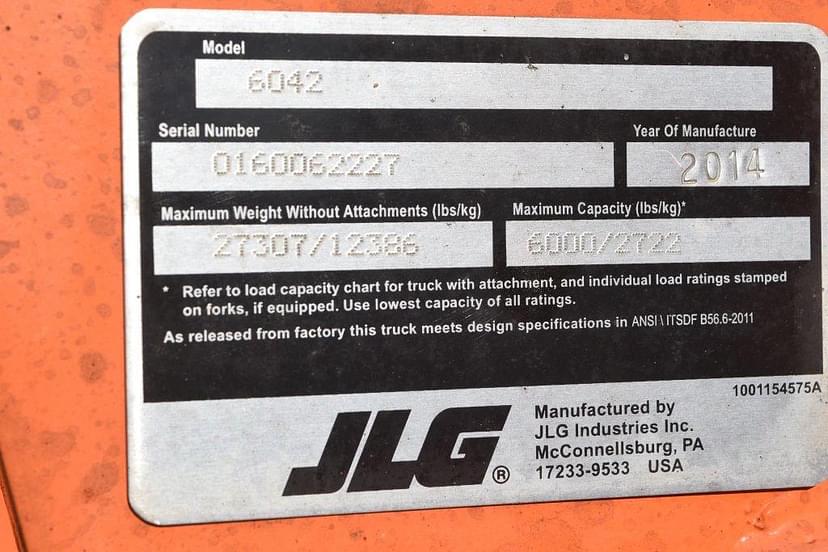 Model
6042
Serial Number
0160062227
Year Of Manufacture
2014
Maximum Weight Without Attachments (lbs/kg)
27307/12386
Maximum Capacity (lbs/kg)*
6000/2722
* Refer to load capacity chart for truck with attachment, and individual load ratings stamped
on forks, if equipped. Use lowest capacity of all ratings.
As released from factory this truck meets design specifications in ANSI \ ITSDF B56.6-2011
1001154575A
JLG®
Manufactured by
JLG Industries Inc.
McConnellsburg, PA
17233-9533 USA